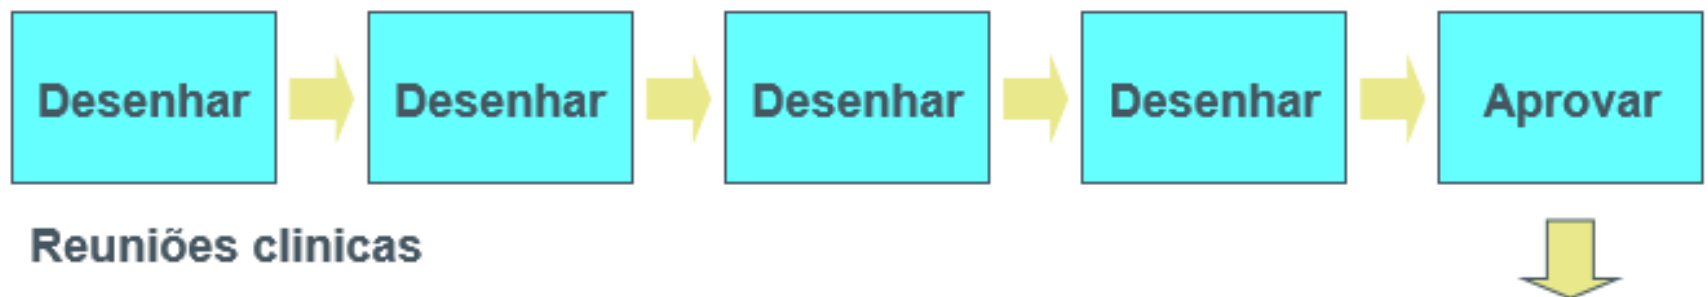 Desenhar
Desenhar
Desenhar
Desenhar
Aprovar
Reuniões clinicas